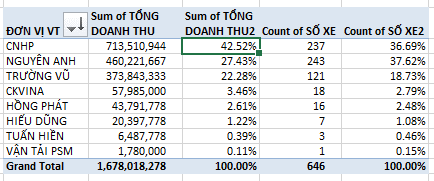 ĐƠN VỊ VT Sum of TỔNG DOANH THU Sum of TỔNG DOANH THU2 Count of SỐ XE Count of SỐ XE2
CNHP 713,510,944 42.52% 237 36.69%
NGUYÊN ANH 460,221,667 27.43% 243 37.62%
TRƯỜNG VŨ 373,843,333 22.28% 121 18.73%
CKVINA 57,985,000 3.46% 18 2.79%
HỒNG PHÁT 43,791,778 2.61% 16 2.48%
HIẾU DŨNG 20,397,778 1.22% 7 1.08%
TUẤN HIỀN 6,487,778 0.39% 3 0.46%
VẬN TẢI PSM 1,780,000 0.11% 1 0.15%
Grand Total 1,678,018,278 100.00% 646 100.00%